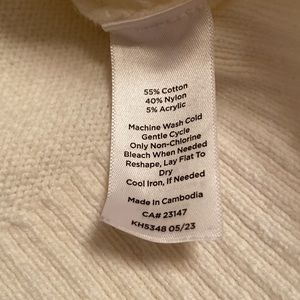 55% Cotton
40% Nylon
5% Acrylic
Machine Wash Cold
Gentle Cycle
Only Non-Chlorine
Bleach When Needed
Reshape, Lay Flat To
Dry
Cool Iron, If Needed
Made In Cambodia
CA# 23147
KH5348 05/23